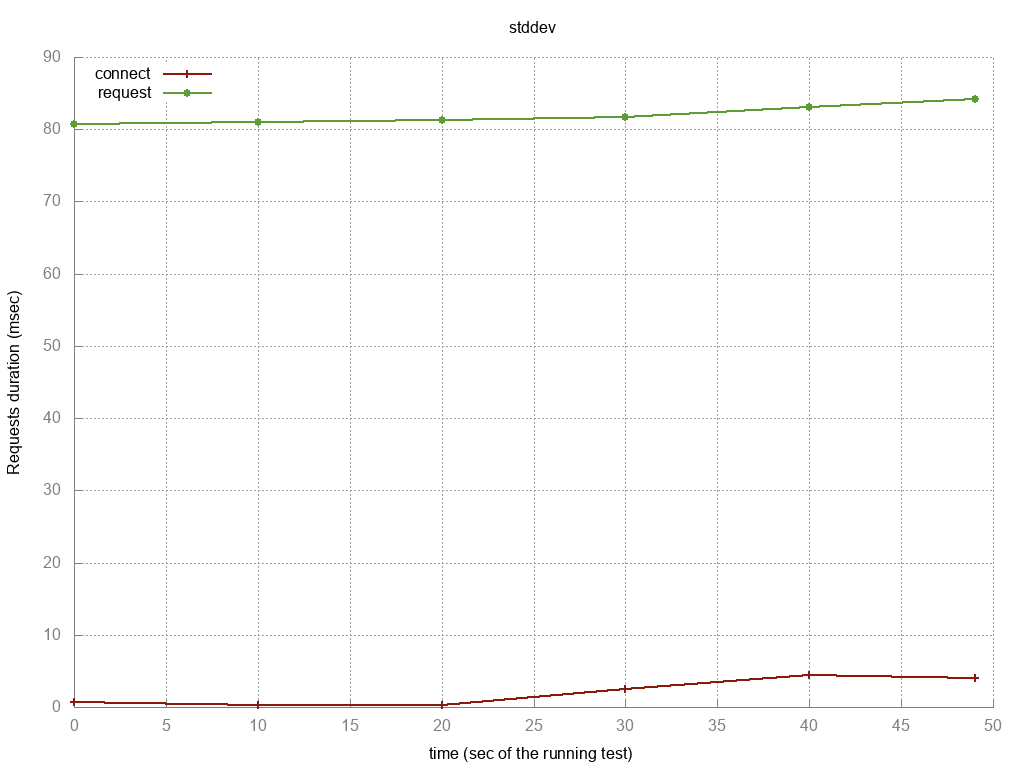 stddev
90
80
70
60
50
40
30
20
10
0
connect
request
Requests duration (msec)
0 5 10 15 20 25 30 35 40 45 50
time (sec of the running test)